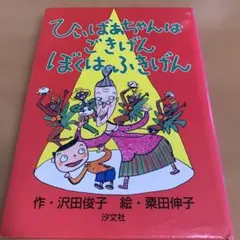 ひいばあちゃんは
ごきげん
ぼくはふきげん
作・沢田俊子 絵・粟田伸子
汐文社